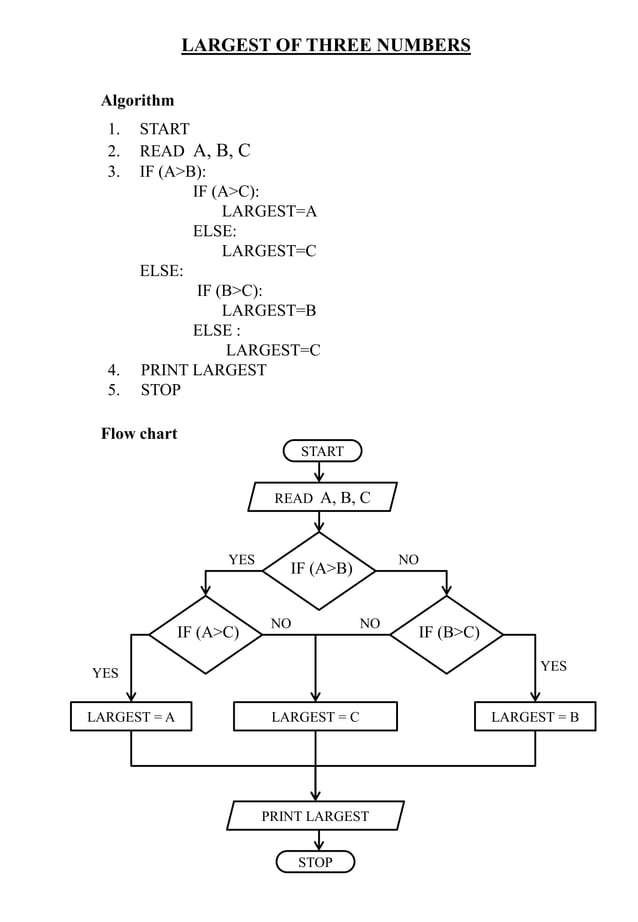 LARGEST OF THREE NUMBERS
Algorithm
1. START
2. READ A, B, C
3. IF (A>B):
IF (A>C):
LARGEST=A
ELSE:
LARGEST=C
ELSE:
IF (B>C):
LARGEST=B
ELSE :
LARGEST=C
4. PRINT LARGEST
5. STOP
Flow chart
START
READ A, B, C
YES
IF (A>B)
NO
IF (A>C)
NO
NO
IF (B>C)
YES
YES
LARGEST = A
LARGEST = C
LARGEST = B
PRINT LARGEST
STOP